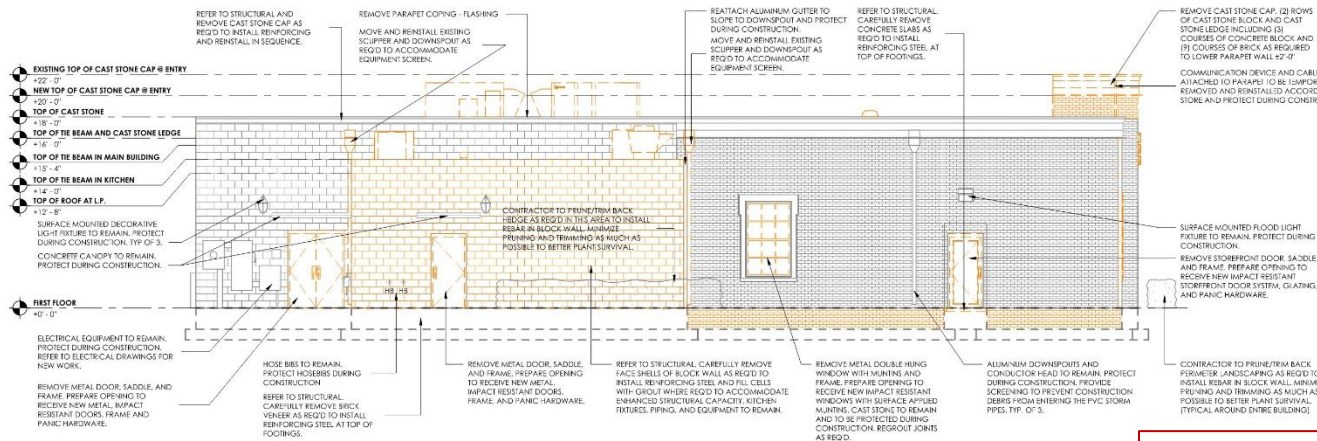 REFER TO STRUCTURAL AND
REMOVE CAST STONE CAP AS
REQ'D TO INSTALL REINFORCING
AND REINSTALL IN SEQUENCE.
REMOVE PARAPET COPING - FLASHING
MOVE AND REINSTALL EXISTING
SCUPPER AND DOWNSPOUT AS
REQ'D TO ACCOMMODATE
EQUIPMENT SCREEN.
REATTACH ALUMINUM GUTTER TO
SLOPE TO DOWNSPOUT AND PROTECT
DURING CONSTRUCTION.
MOVE AND REINSTALL EXISTING
SCUPPER AND DOWNSPOUT AS
REQ'D TO ACCOMMODATE
EQUIPMENT SCREEN.
REFER TO STRUCTURAL.
CAREFULLY REMOVE
CONCRETE SLABS AS
REQ'D TO INSTALL
REINFORCING STEEL AT
TOP OF FOOTINGS.
REMOVE CAST STONE CAP, (2) ROWS
OF CAST STONE BLOCK AND CAST
STONE LEDGE INCLUDING (3)
COURSES OF CONCRETE BLOCK AND
(9) COURSES OF BRICK AS REQUIRED
TO LOWER PARAPET WALL ±2'-0"
COMMUNICATION DEVICE AND CABLE
ATTACHED TO PARAPET TO BE TEMPOR
REMOVED AND REINSTALLED ACCORD
STORE AND PROTECT DURING CONSTR
EXISTING TOP OF CAST STONE CAP @ ENTRY
+22' - 0"
NEW TOP OF CAST STONE CAP @ ENTRY
+20' - 0"
TOP OF CAST STONE
+18' - 0"
TOP OF TIE BEAM AND CAST STONE LEDGE
+16' - 0"
TOP OF TIE BEAM IN MAIN BUILDING
+15' - 4"
TOP OF TIE BEAM IN KITCHEN
+14' - 0"
TOP OF ROOF AT L.P.
+12' - 8"
SURFACE MOUNTED DECORATIVE
LIGHT FIXTURE TO REMAIN. PROTECT
DURING CONSTRUCTION. TYP OF 3.
CONCRETE CANOPY TO REMAIN.
PROTECT DURING CONSTRUCTION.
CONTRACTOR TO PRUNE/TRIM BACK
HEDGE AS REQ'D IN THIS AREA TO INSTALL
REBAR IN BLOCK WALL. MINIMIZE
PRUNING AND TRIMMING AS MUCH AS
POSSIBLE TO BETTER PLANT SURVIVAL.
SURFACE MOUNTED FLOOD LIGHT
FIXTURE TO REMAIN. PROTECT DURING
CONSTRUCTION.
REMOVE STOREFRONT DOOR, SADDLE,
AND FRAME. PREPARE OPENING TO
RECEIVE NEW IMPACT RESISTANT
STOREFRONT DOOR SYSTEM, GLAZING,
AND PANIC HARDWARE.
HB HB
FIRST FLOOR
+0' - 0"
ELECTRICAL EQUIPMENT TO REMAIN.
PROTECT DURING CONSTRUCTION.
REFER TO ELECTRICAL DRAWINGS FOR
NEW WORK.
REMOVE METAL DOOR, SADDLE, AND
FRAME. PREPARE OPENING TO
RECEIVE NEW METAL, IMPACT
RESISTANT DOORS, FRAME AND
PANIC HARDWARE.
HOSE BIBS TO REMAIN.
PROTECT HOSEBIBS DURING
CONSTRUCTION
REFER TO STRUCTURAL.
CAREFULLY REMOVE BRICK
VENEER AS REQ'D TO INSTALL
REINFORCING STEEL AT TOP OF
FOOTINGS.
REMOVE METAL DOOR, SADDLE,
AND FRAME. PREPARE OPENING
TO RECEIVE NEW METAL,
IMPACT RESISTANT DOORS,
FRAME, AND PANIC HARDWARE.
REFER TO STRUCTURAL. CAREFULLY REMOVE
FACE SHELLS OF BLOCK WALL AS REQ'D TO
INSTALL REINFORCING STEEL AND FILL CELLS
WITH GROUT WHERE REQ'D TO ACCOMMODATE
ENHANCED STRUCTURAL CAPACITY. KITCHEN
FIXTURES, PIPING, AND EQUIPMENT TO REMAIN.
REMOVE METAL DOUBLE HUNG
WINDOW WITH MUNTINS AND
FRAME. PREPARE OPENING TO
RECEIVE NEW IMPACT RESISTANT
WINDOWS WITH SURFACE APPLIED
MUNTINS. CAST STONE TO REMAIN
AND TO BE PROTECTED DURING
CONSTRUCTION. REGROUT JOINTS
AS REQ'D.
ALUMINUM DOWNSPOUTS AND
CONDUCTOR HEAD TO REMAIN. PROTECT
DURING CONSTRUCTION. PROVIDE
SCREENING TO PREVENT CONSTRUCTION
DEBRIS FROM ENTERING THE PVC STORM
PIPES. TYP. OF 3.
CONTRACTOR TO PRUNE/TRIM BACK
PERIMETER LANDSCAPING AS REQ'D TO
INSTALL REBAR IN BLOCK WALL. MINIM
PRUNING AND TRIMMING AS MUCH AS
POSSIBLE TO BETTER PLANT SURVIVAL.
(TYPICAL AROUND ENTIRE BUILDING)